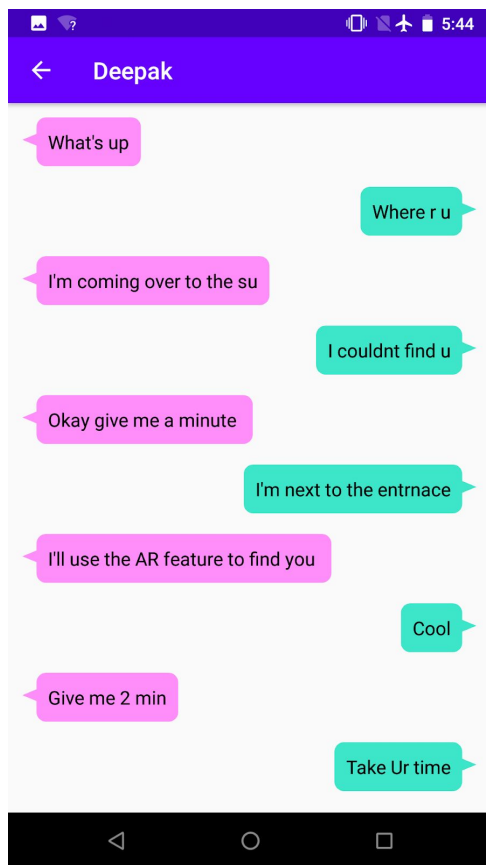 5:44
Deepak
What's up
Where r u
I'm coming over to the su
I couldnt find u
Okay give me a minute
I'm next to the entrnace
I'll use the AR feature to find you
Cool
Give me 2 min
Take Ur time